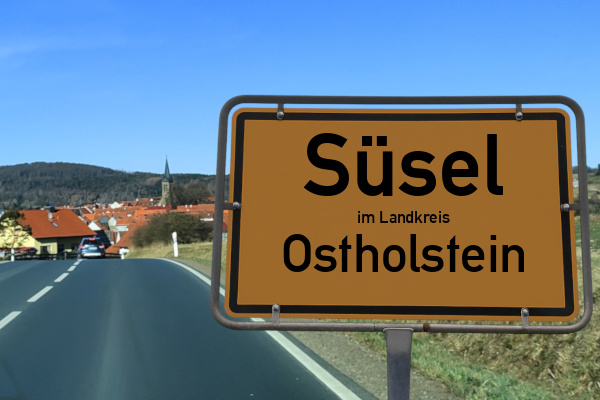 Süsel
im Landkreis
Ostholstein